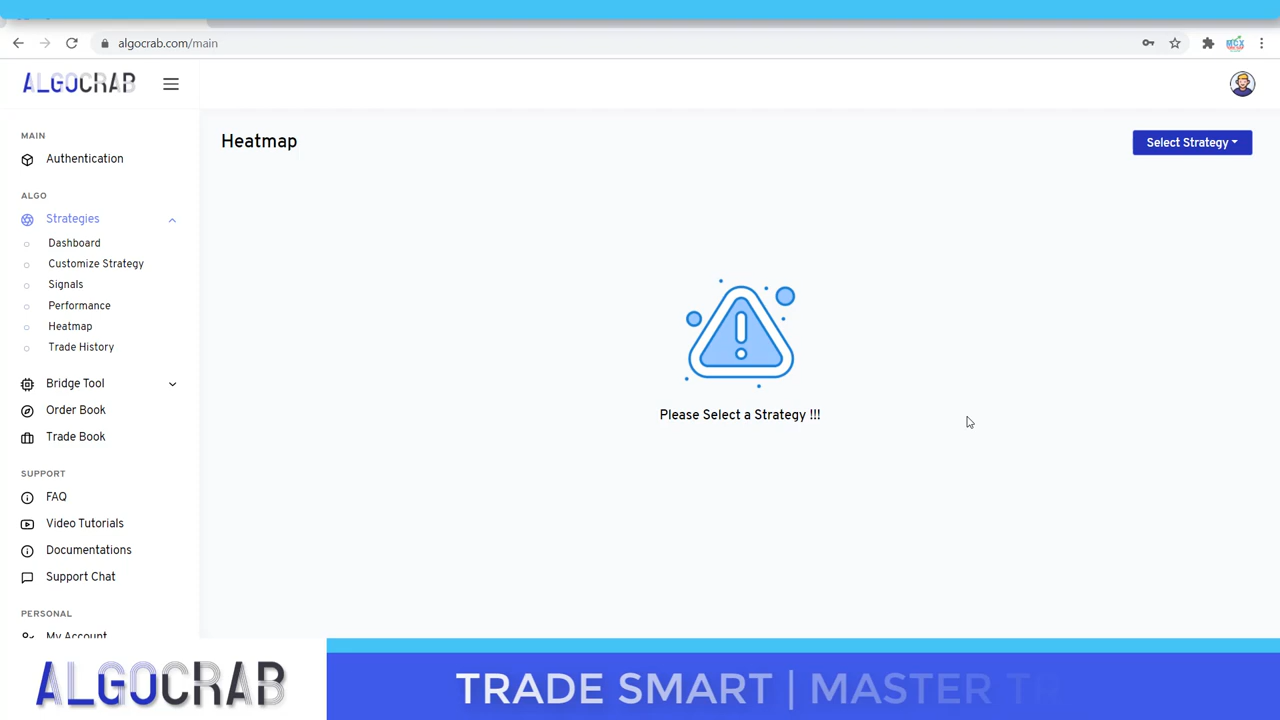 algocrab.com/main
MCX
ALGOCRAB
Heatmap
Select Strategy
MAIN
Authentication
ALGO
Strategies
Dashboard
Customize Strategy
Signals
Performance
Heatmap
Trade History
Bridge Tool
Order Book
Trade Book
SUPPORT
FAQ
Video Tutorials
Documentations
Support Chat
PERSONAL
My Account
Please Select a Strategy !!!
ALGOCRAB
TRADE SMART | MASTER TR